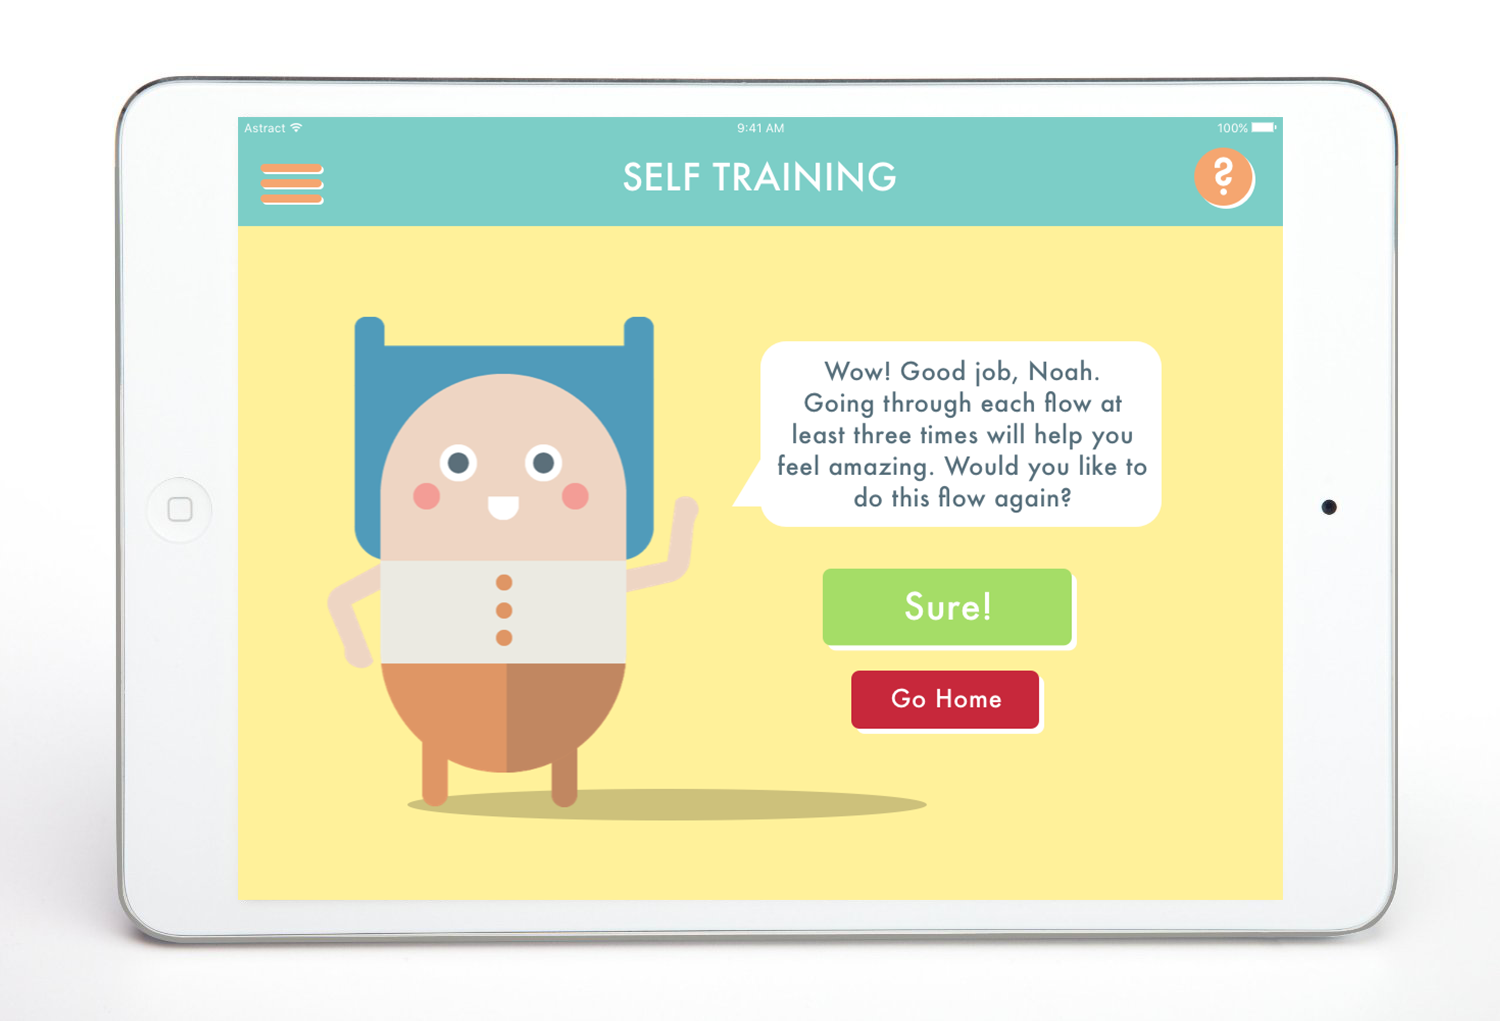 Astract
9:41 AM
100%
SELF TRAINING
?
Wow! Good job, Noah.
Going through each flow at
least three times will help you
feel amazing. Would you like to
do this flow again?
Sure!
Go Home